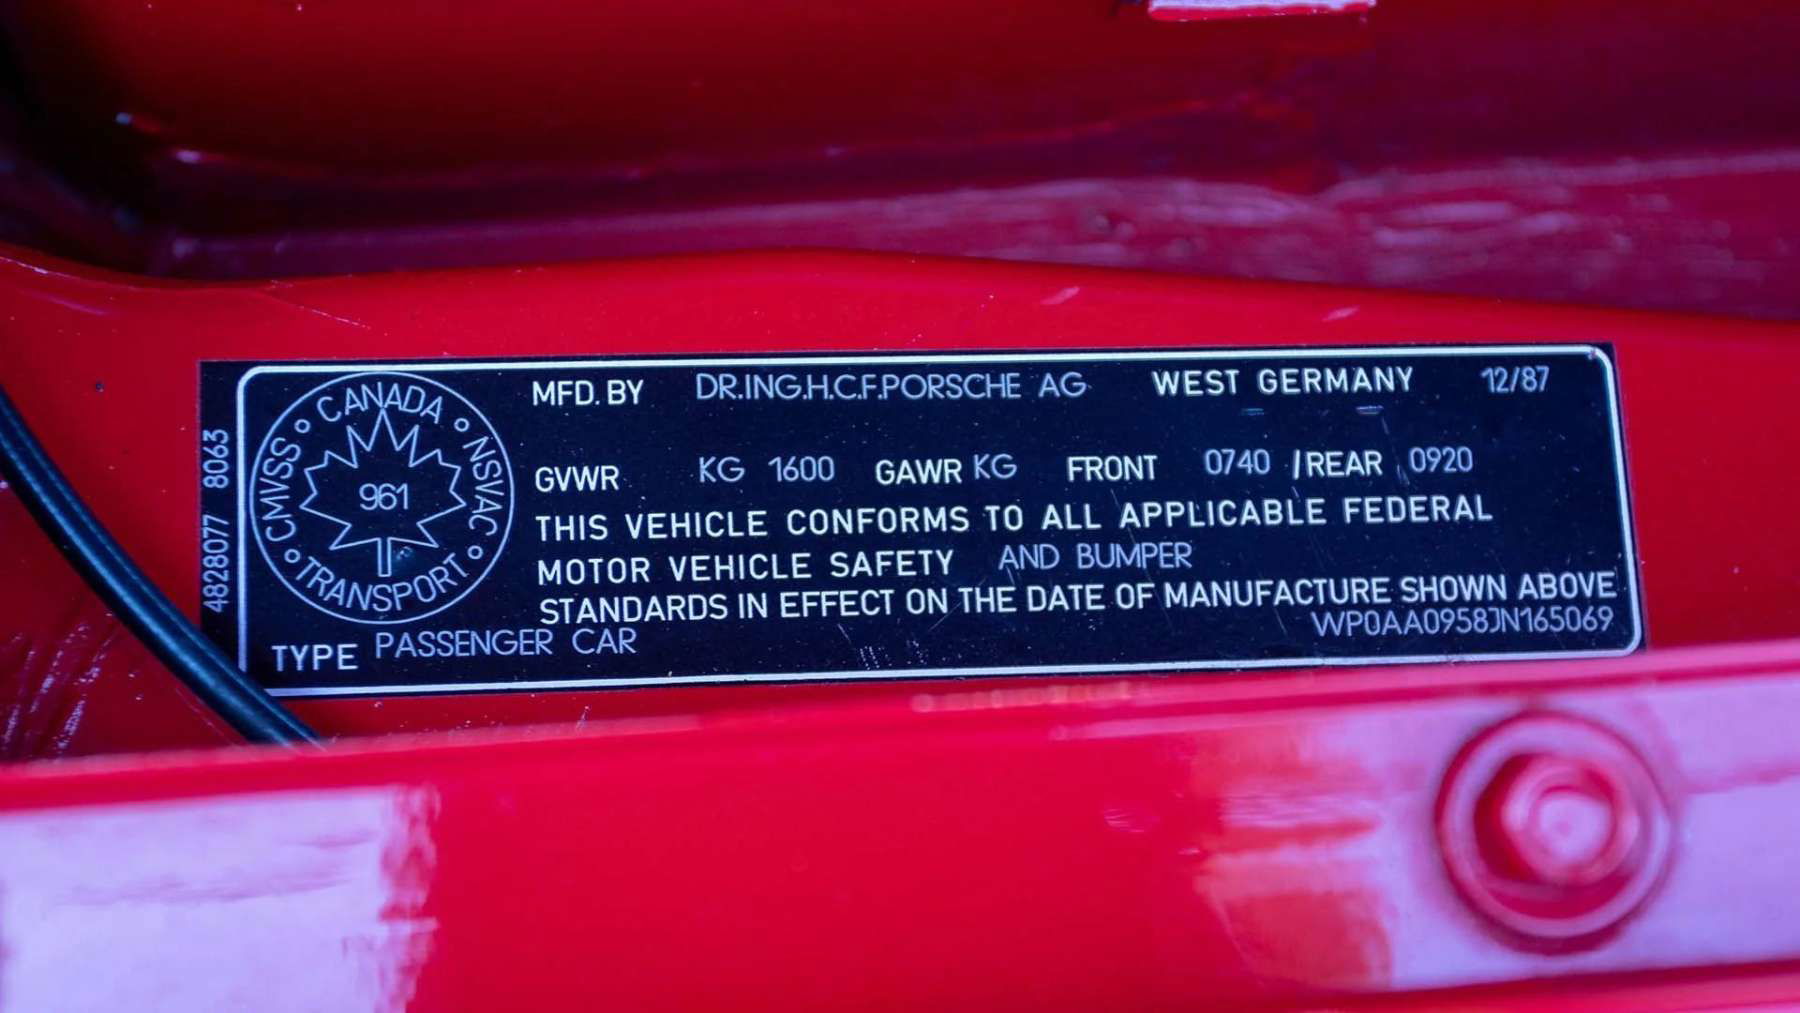 4828077 8063
CANADA
CMVSS
NSVAC
961
TRANSPORT
MFD. BY DR.ING.H.C.F.PORSCHE AG WEST GERMANY 12/87
GVWR KG 1600 GAWR KG FRONT 0740 /REAR 0920
THIS VEHICLE CONFORMS TO ALL APPLICABLE FEDERAL
MOTOR VEHICLE SAFETY AND BUMPER
STANDARDS IN EFFECT ON THE DATE OF MANUFACTURE SHOWN ABOVE
TYPE PASSENGER CAR WP0AA0958JN165069